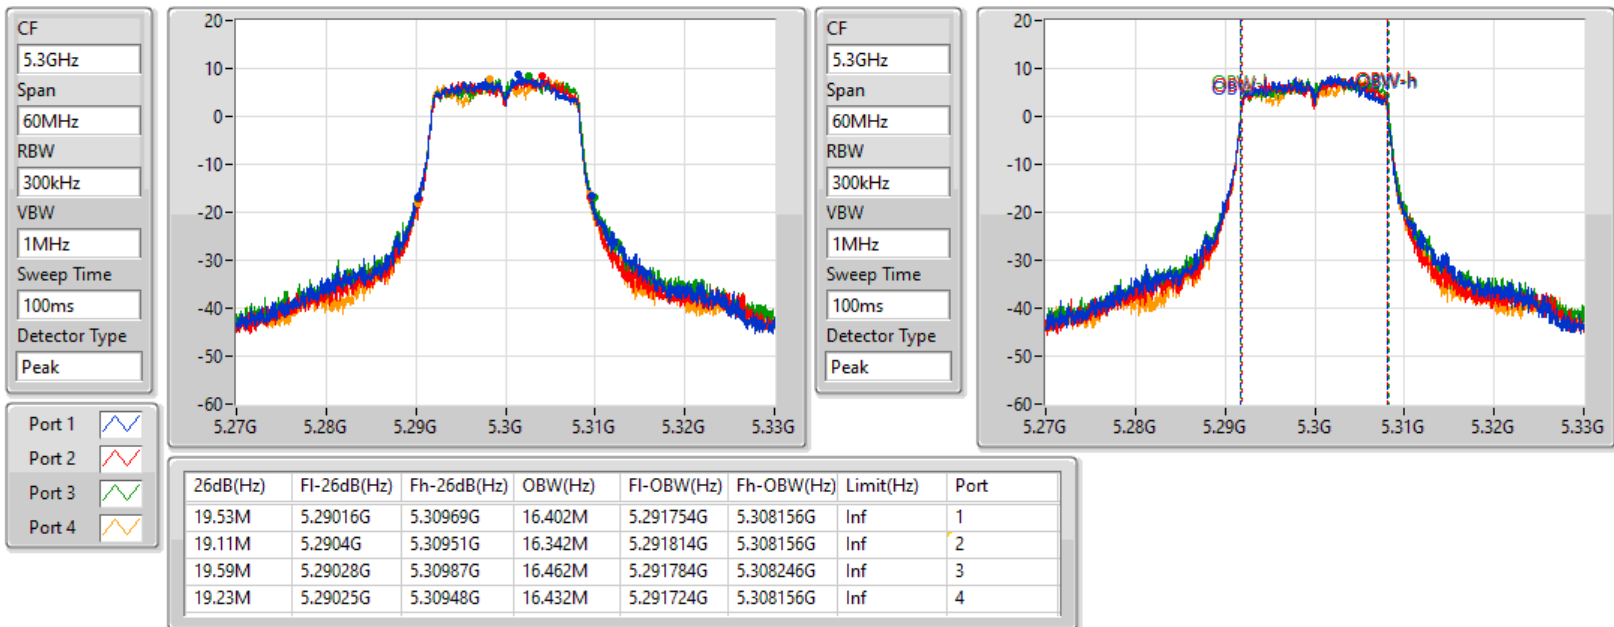 CF
5.3GHz
Span
60MHz
RBW
300kHz
VBW
1MHz
Sweep Time
100ms
Detector Type
Peak
20
10
0
-10
-20
-30
-40
-50
-60
5.27G 5.28G 5.29G 5.3G 5.31G 5.32G 5.33G
CF
5.3GHz
Span
60MHz
RBW
300kHz
VBW
1MHz
Sweep Time
100ms
Detector Type
Peak
20
10
0
-10
-20
-30
-40
-50
-60
OBW-h
5.27G 5.28G 5.29G 5.3G 5.31G 5.32G 5.33G
Port 1
Port 2
Port 3
Port 4
26dB(Hz) Fl-26dB(Hz) Fh-26dB(Hz) OBW(Hz) Fl-OBW(Hz) Fh-OBW(Hz) Limit(Hz) Port
19.53M 5.29016G 5.30969G 16.402M 5.291754G 5.308156G Inf 1
19.11M 5.2904G 5.30951G 16.342M 5.291814G 5.308156G Inf 2
19.59M 5.29028G 5.30987G 16.462M 5.291784G 5.308246G Inf 3
19.23M 5.29025G 5.30948G 16.432M 5.291724G 5.308156G Inf 4